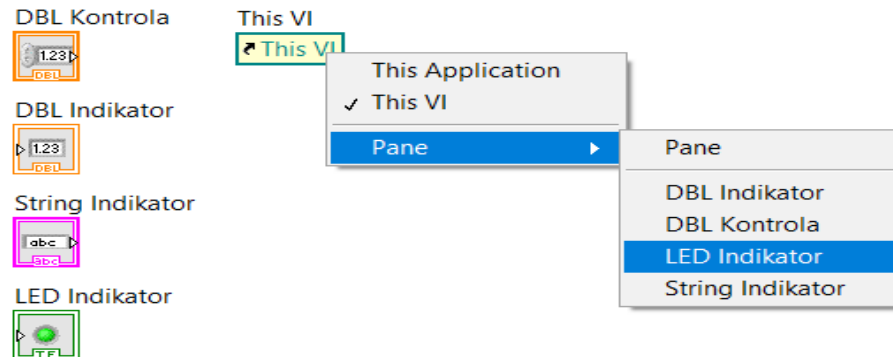 DBL Kontrola
1.23
DBL
DBL Indikator
1.23
DBL
String Indikator
abc
abc
LED Indikator
TF
This VI
This VI
This Application
This VI
Pane
Pane
DBL Indikator
DBL Kontrola
LED Indikator
String Indikator